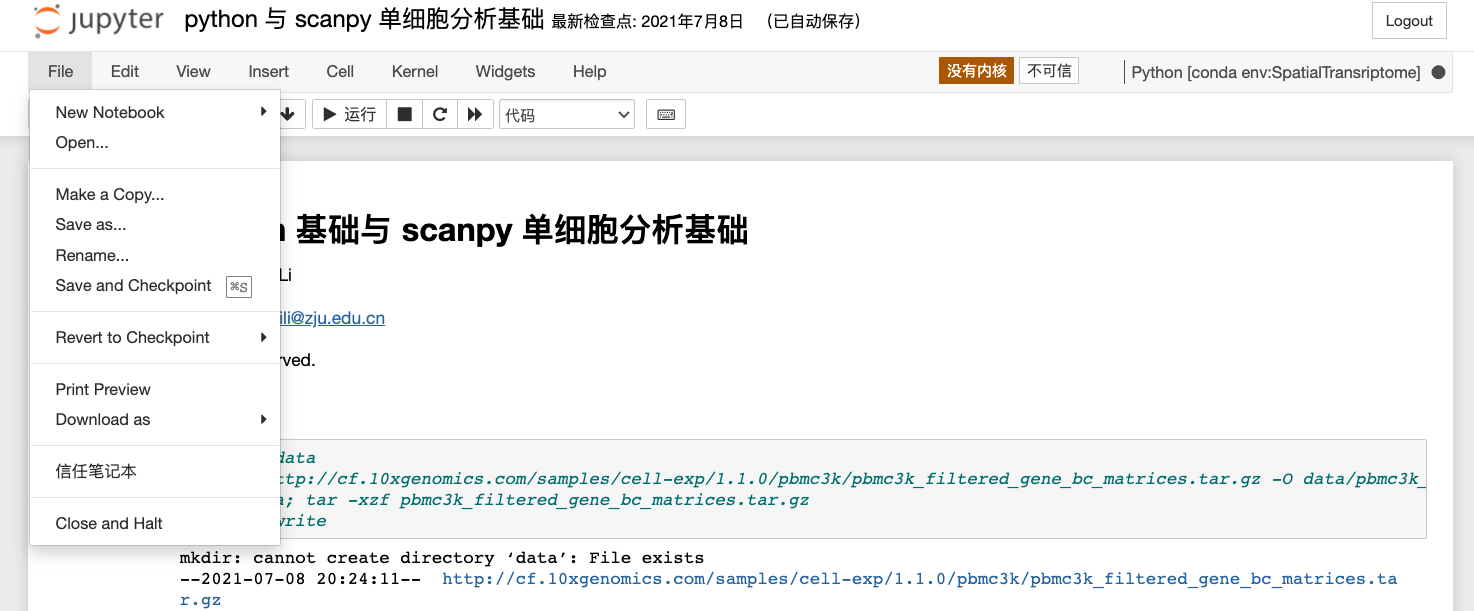 jupyter python 与 scanpy 单细胞分析基础 最新检查点: 2021年7月8日 (已自动保存) Logout
File Edit View Insert Cell Kernel Widgets Help 没有内核 不可信 Python [conda env:SpatialTransriptome]
运行 代码
New Notebook
Open...
Make a Copy...
Save as...
Rename...
Save and Checkpoint ⌘S
Revert to Checkpoint
Print Preview
Download as
信任笔记本
Close and Halt
基础与 scanpy 单细胞分析基础
Li
ili@zju.edu.cn
rved.
data
ttp://cf.10xgenomics.com/samples/cell-exp/1.1.0/pbmc3k/pbmc3k_filtered_gene_bc_matrices.tar.gz -O data/pbmc3k_
a; tar -xzf pbmc3k_filtered_gene_bc_matrices.tar.gz
write
mkdir: cannot create directory ‘data’: File exists
--2021-07-08 20:24:11-- http://cf.10xgenomics.com/samples/cell-exp/1.1.0/pbmc3k/pbmc3k_filtered_gene_bc_matrices.ta
r.gz